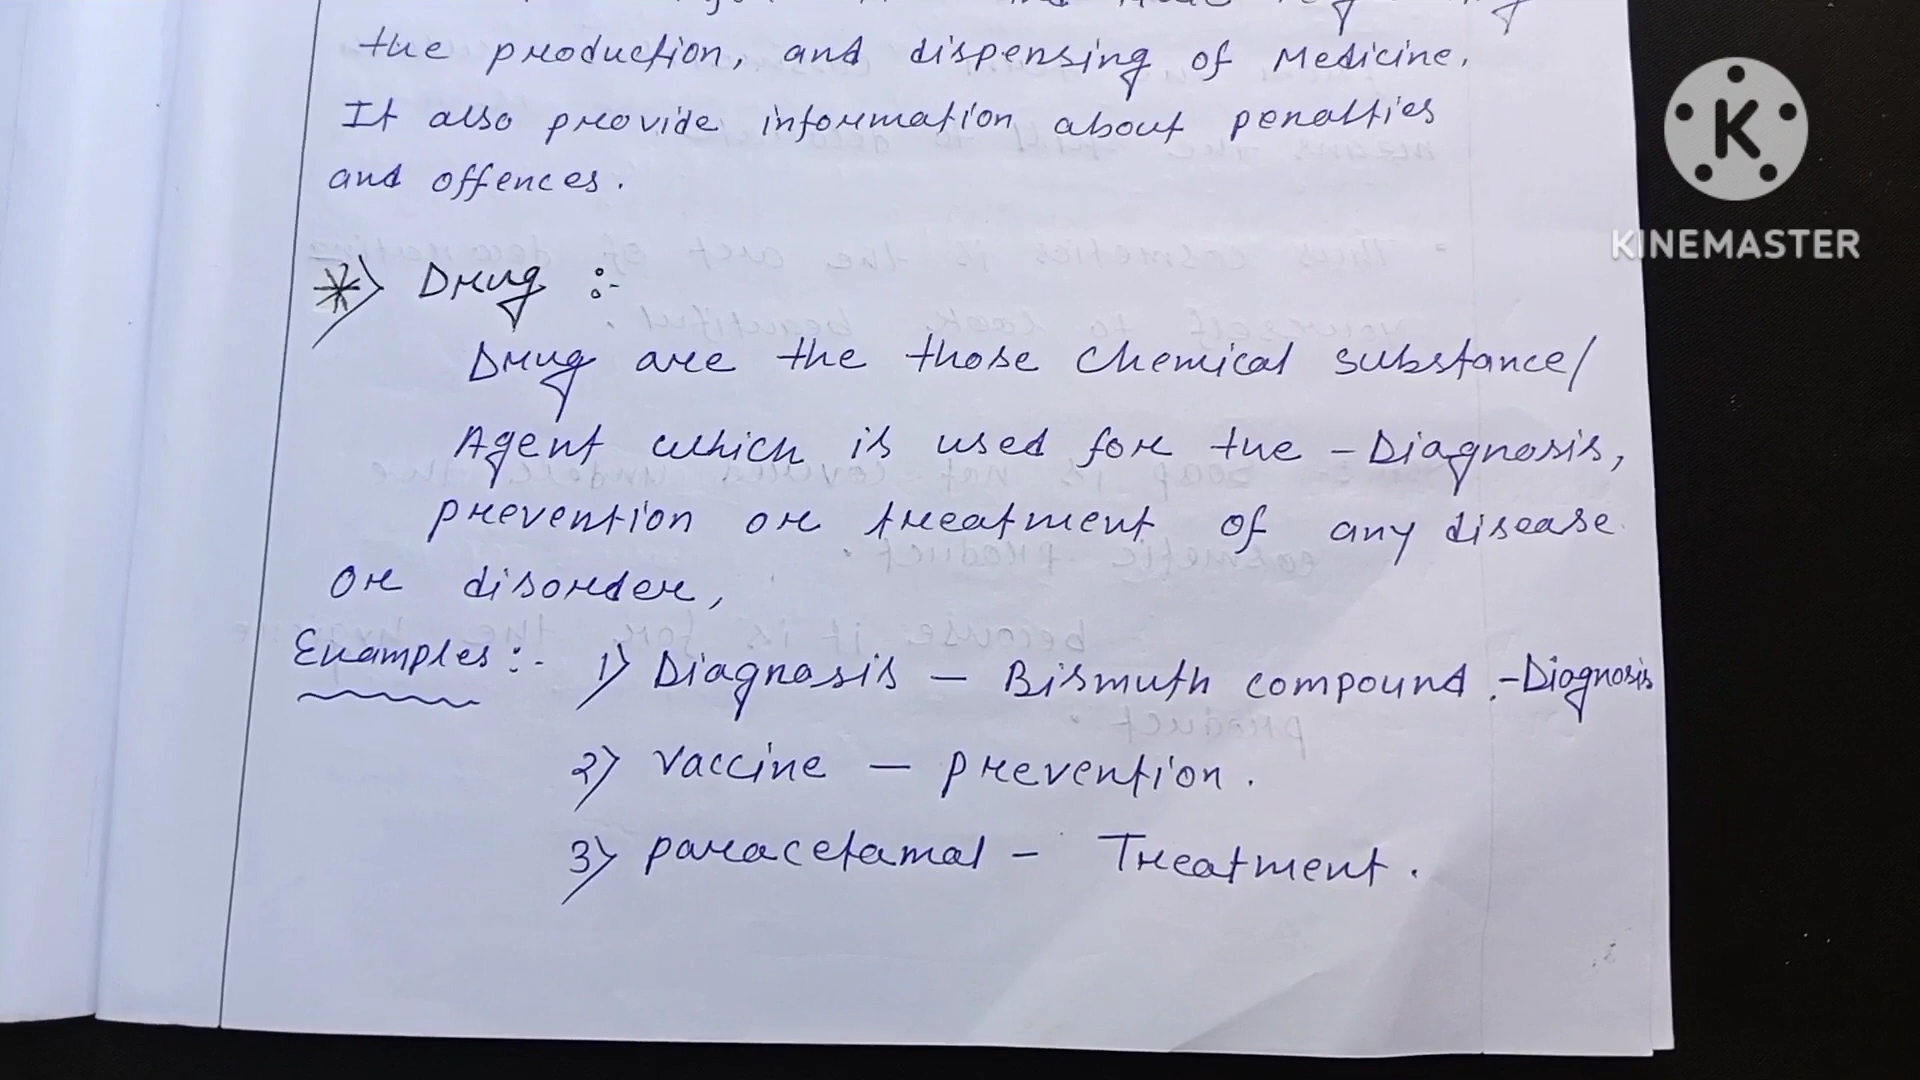 the production, and dispensing of Medicine.
It also provide information about penalties
and offences.
Drug :-
Drug are the those Chemical substance/
Agent which is used for the - Diagnosis,
prevention or treatment of any disease
or disorder,
Examples :- 1) Diagnosis - Bismuth compound. - Diagnosis
2) vaccine - prevention.
3) paracetamal - Treatment.
K
KINEMASTER